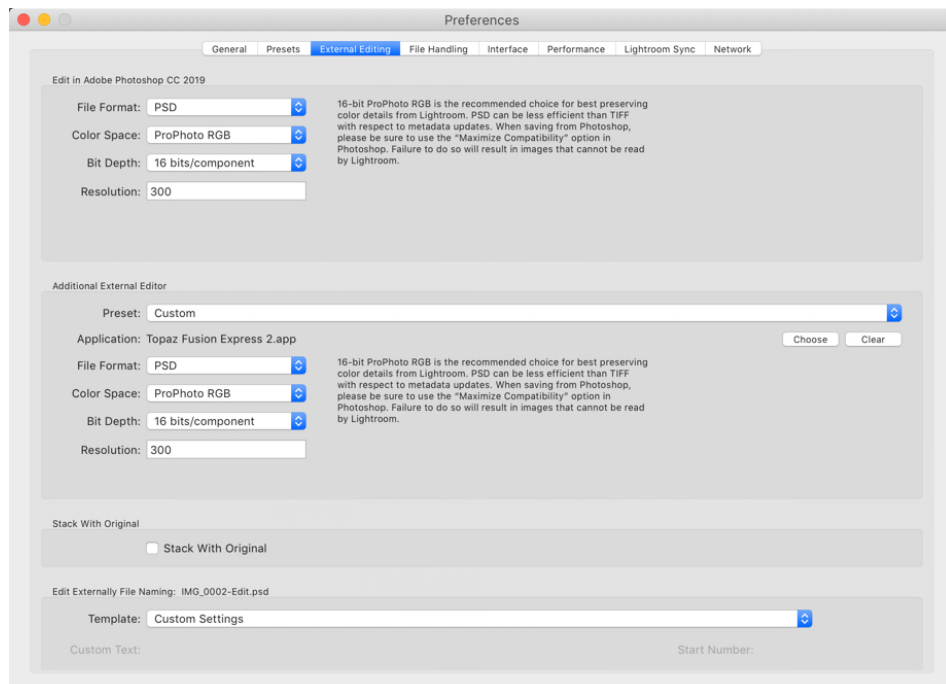 Preferences
General Presets External Editing File Handling Interface Performance Lightroom Sync Network
Edit in Adobe Photoshop CC 2019
File Format: PSD
Color Space: ProPhoto RGB
Bit Depth: 16 bits/component
Resolution: 300
16-bit ProPhoto RGB is the recommended choice for best preserving
color details from Lightroom. PSD can be less efficient than TIFF
with respect to metadata updates. When saving from Photoshop,
please be sure to use the “Maximize Compatibility” option in
Photoshop. Failure to do so will result in images that cannot be read
by Lightroom.
Additional External Editor
Preset: Custom
Application: Topaz Fusion Express 2.app Choose Clear
File Format: PSD
Color Space: ProPhoto RGB
Bit Depth: 16 bits/component
Resolution: 300
16-bit ProPhoto RGB is the recommended choice for best preserving
color details from Lightroom. PSD can be less efficient than TIFF
with respect to metadata updates. When saving from Photoshop,
please be sure to use the “Maximize Compatibility” option in
Photoshop. Failure to do so will result in images that cannot be read
by Lightroom.
Stack With Original
Stack With Original
Edit Externally File Naming: IMG_0002-Edit.psd
Template: Custom Settings
Custom Text: Start Number: